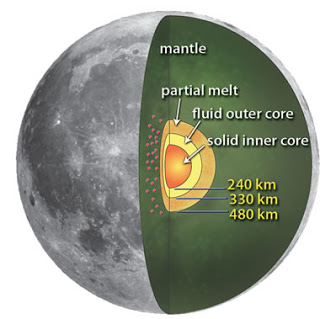 mantle
partial melt
fluid outer core
solid inner core
240 km
330 km
480 km